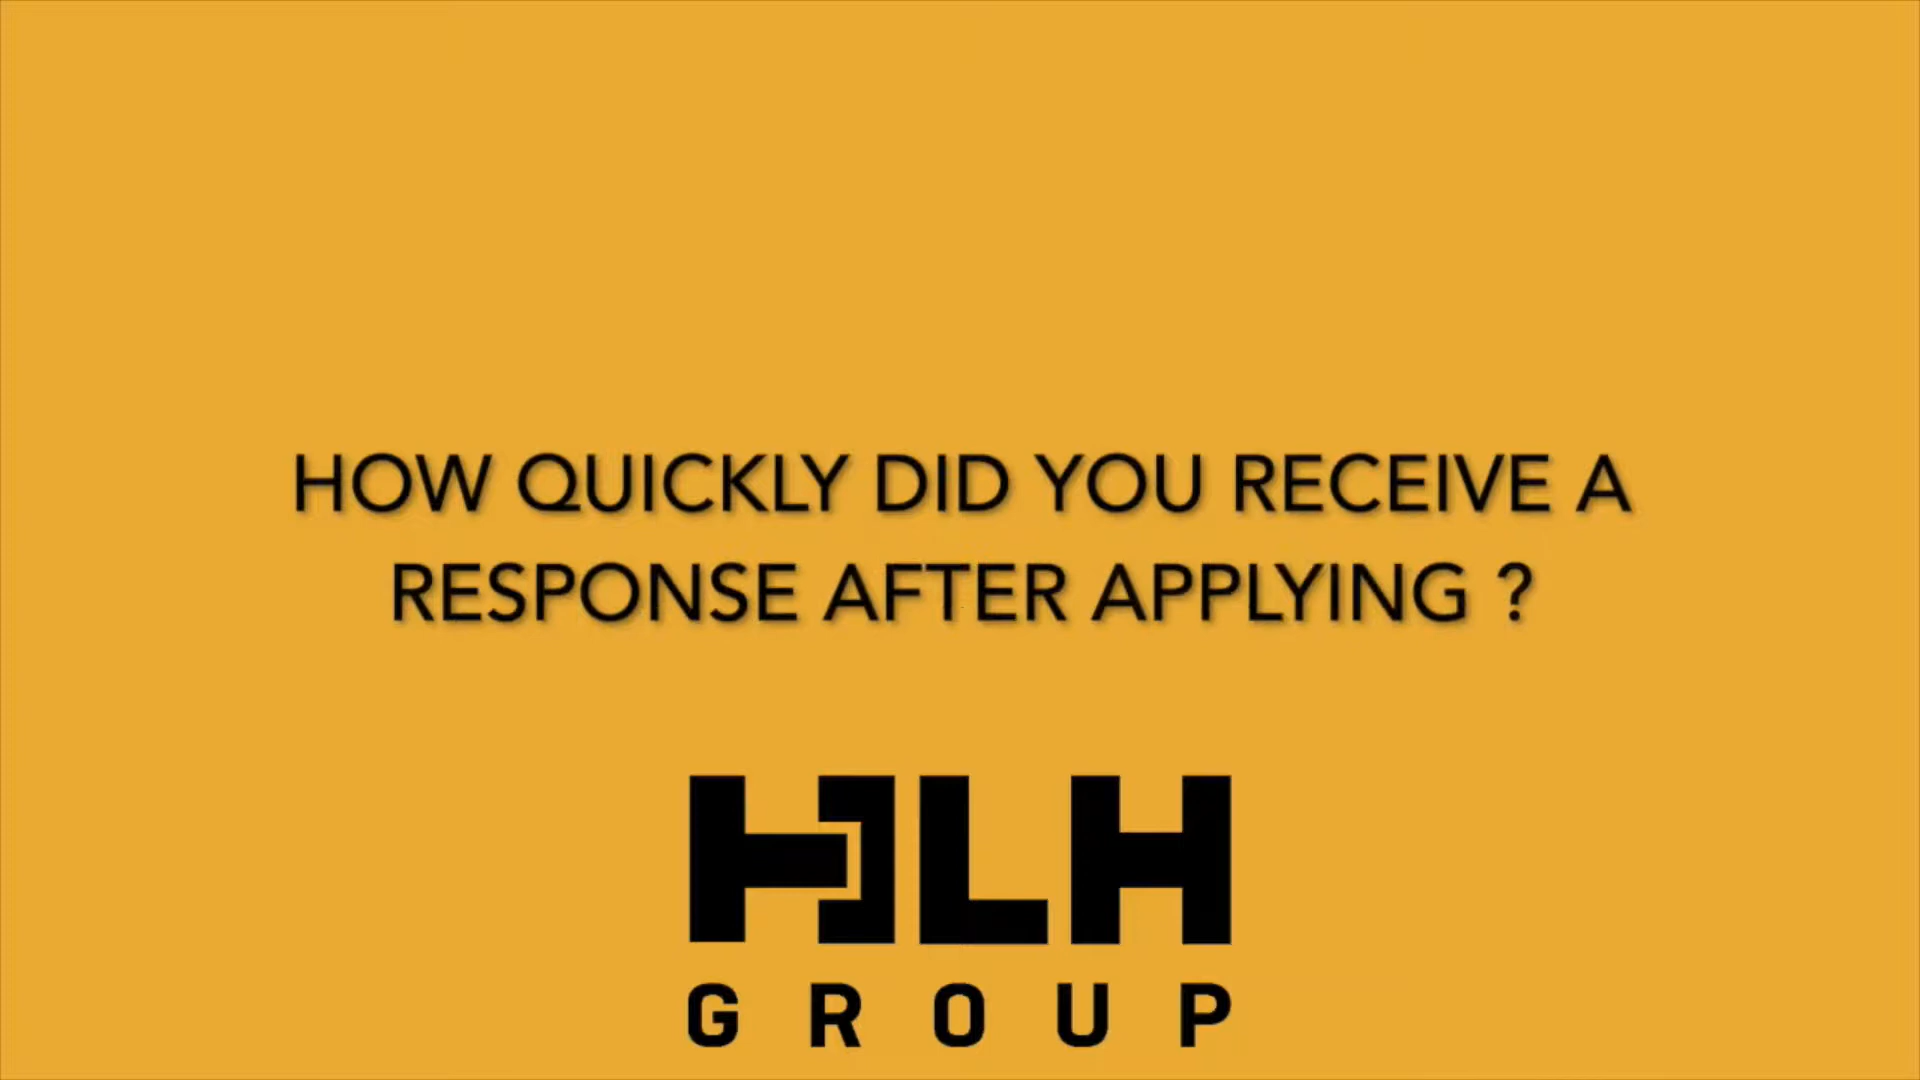 HOW QUICKLY DID YOU RECEIVE A
RESPONSE AFTER APPLYING ?
HLH
GROUP